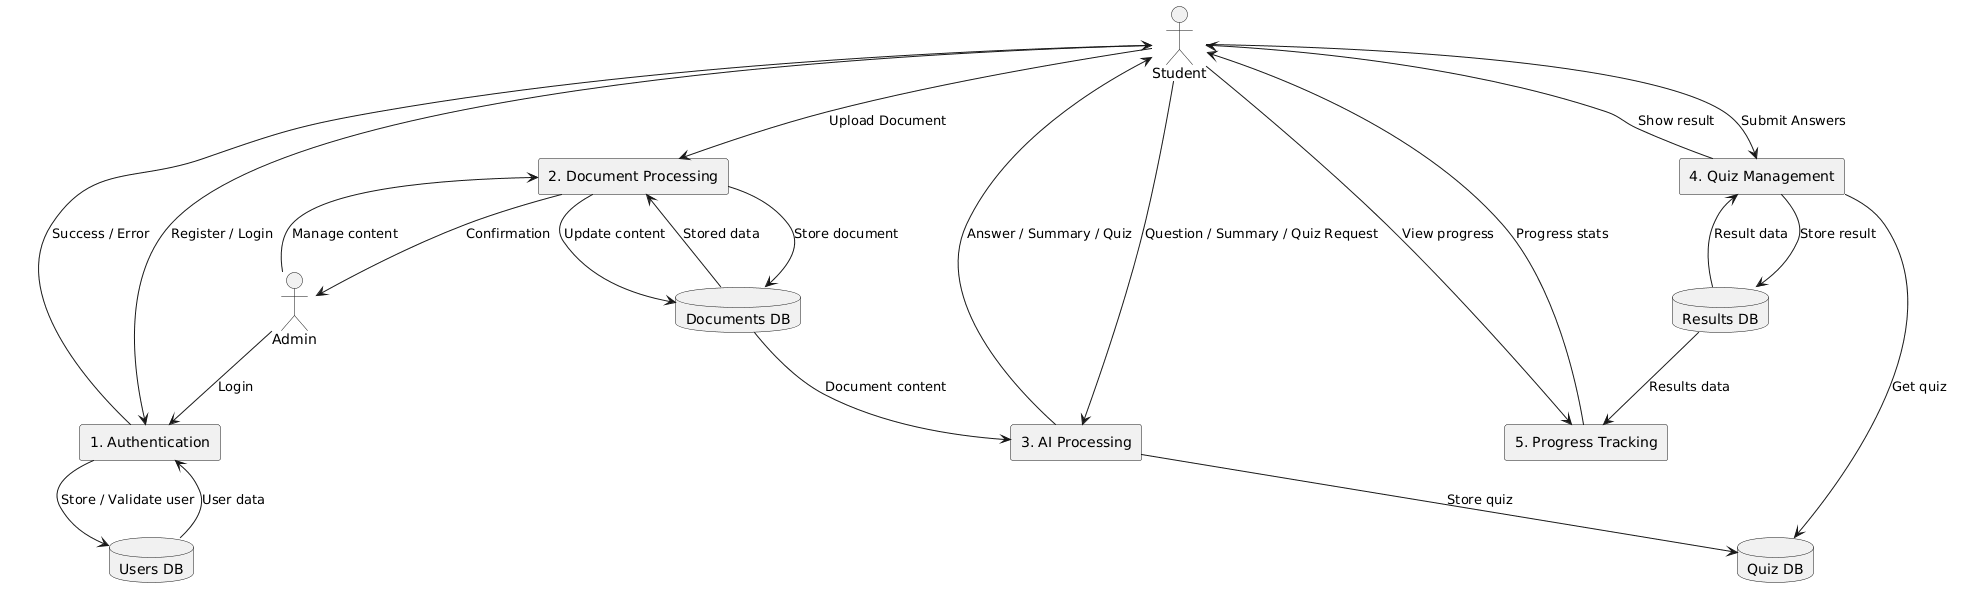 Student
Upload Document
Show result
Submit Answers
2. Document Processing
4. Quiz Management
Success / Error
Register / Login
Manage content
Confirmation
Update content
Stored data
Store document
Answer / Summary / Quiz
Question / Summary / Quiz Request
View progress
Progress stats
Result data
Store result
Admin
Documents DB
Results DB
Login
Document content
Results data
Get quiz
1. Authentication
3. AI Processing
5. Progress Tracking
Store / Validate user
User data
Store quiz
Users DB
Quiz DB